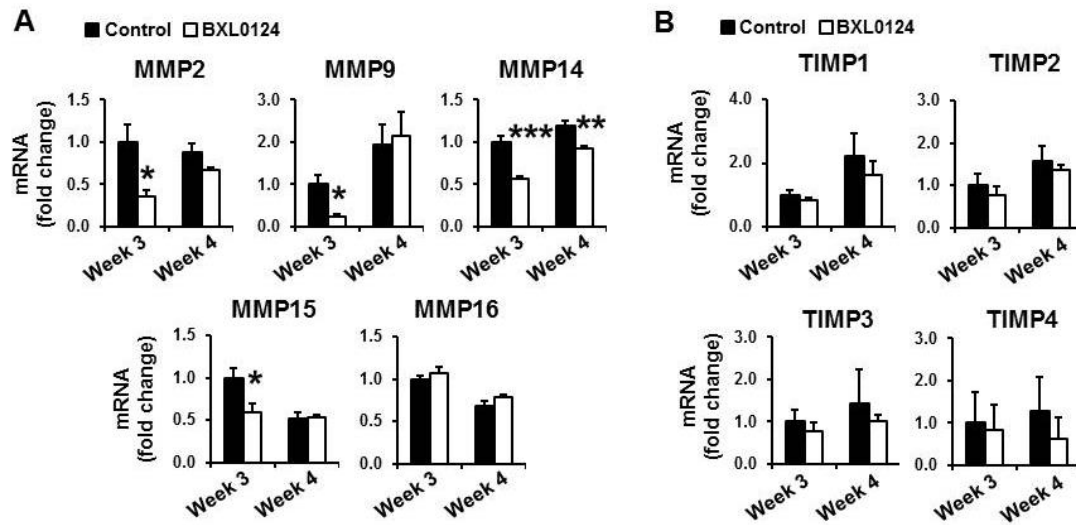 A
■ Control □ BXL0124
MMP2
mRNA
(fold change)
1.5
1.0
0.5
0.0
*
Week 3
Week 4
MMP9
3.0
2.0
1.0
0.0
*
Week 3
Week 4
MMP14
1.5
1.0
0.5
0.0
***
**
Week 3
Week 4
MMP15
mRNA
(fold change)
1.5
1.0
0.5
0.0
*
Week 3
Week 4
MMP16
1.5
1.0
0.5
0.0
Week 3
Week 4
B
■ Control □ BXL0124
TIMP1
mRNA
(fold change)
4.0
2.0
0.0
Week 3
Week 4
TIMP2
3.0
2.0
1.0
0.0
Week 3
Week 4
TIMP3
mRNA
(fold change)
3.0
2.0
1.0
0.0
Week 3
Week 4
TIMP4
3.0
2.0
1.0
0.0
Week 3
Week 4